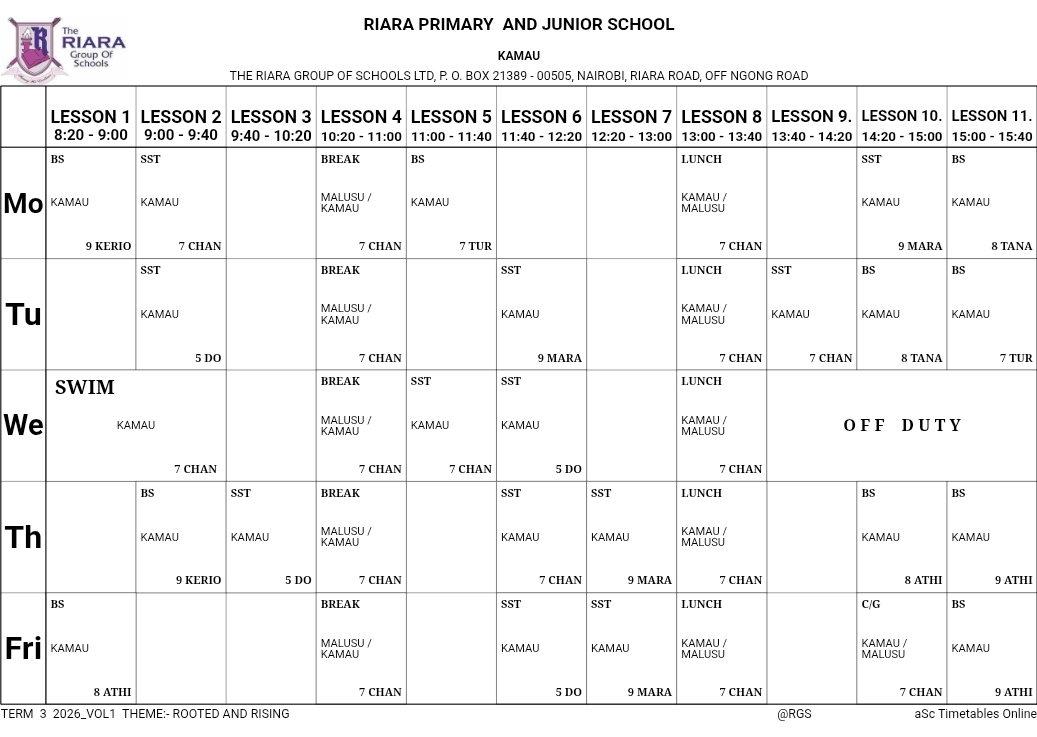 The
RIARA
Group Of
Schools
RIARA PRIMARY  AND JUNIOR SCHOOL
KAMAU
THE RIARA GROUP OF SCHOOLS LTD, P. O. BOX 21389 - 00505, NAIROBI, RIARA ROAD, OFF NGONG ROAD
LESSON 1 LESSON 2 LESSON 3 LESSON 4 LESSON 5 LESSON 6 LESSON 7 LESSON 8 LESSON 9. LESSON 10. LESSON 11.
8:20 - 9:00 9:00 - 9:40 9:40 - 10:20 10:20 - 11:00 11:00 - 11:40 11:40 - 12:20 12:20 - 13:00 13:00 - 13:40 13:40 - 14:20 14:20 - 15:00 15:00 - 15:40
BS SST BREAK BS LUNCH SST BS
Mo KAMAU KAMAU MALUSU / KAMAU KAMAU KAMAU / MALUSU KAMAU KAMAU
9 KERIO 7 CHAN 7 CHAN 7 TUR 7 CHAN 9 MARA 8 TANA
SST BREAK SST LUNCH SST BS BS
Tu KAMAU MALUSU / KAMAU KAMAU KAMAU / MALUSU KAMAU KAMAU KAMAU
5 DO 7 CHAN 9 MARA 7 CHAN 7 CHAN 8 TANA 7 TUR
SWIM BREAK SST SST LUNCH
We KAMAU MALUSU / KAMAU KAMAU KAMAU KAMAU / MALUSU OFF DUTY
7 CHAN 7 CHAN 7 CHAN 5 DO 7 CHAN
BS SST BREAK SST SST LUNCH BS BS
Th KAMAU KAMAU MALUSU / KAMAU KAMAU KAMAU KAMAU / MALUSU KAMAU KAMAU
9 KERIO 5 DO 7 CHAN 7 CHAN 9 MARA 7 CHAN 8 ATHI 9 ATHI
BS BREAK SST SST LUNCH C/G BS
Fri KAMAU MALUSU / KAMAU KAMAU KAMAU KAMAU / MALUSU KAMAU / MALUSU KAMAU
8 ATHI 7 CHAN 5 DO 9 MARA 7 CHAN 7 CHAN 9 ATHI
TERM  3  2026_VOL1  THEME:- ROOTED AND RISING @RGS aSc Timetables Online